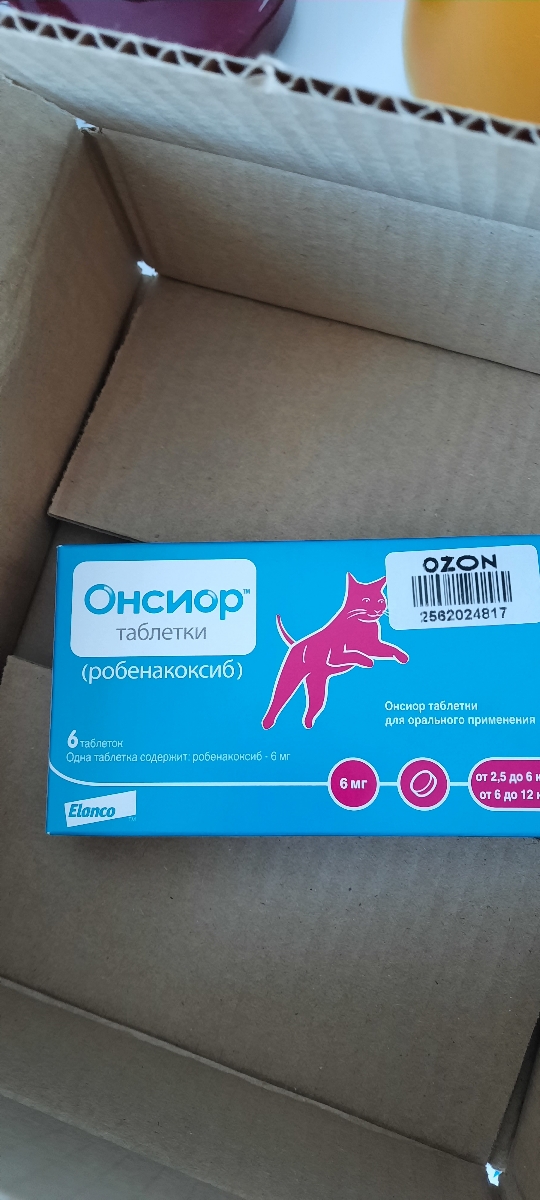 OZON
2562024817
Онсиор™
таблетки
(робенакоксиб)
Онсиор таблетки
для орального применения
6 таблеток
Одна таблетка содержит: робенакоксиб - 6 мг
6 мг
от 2,5 до 6
от 6 до 12
Elanco™